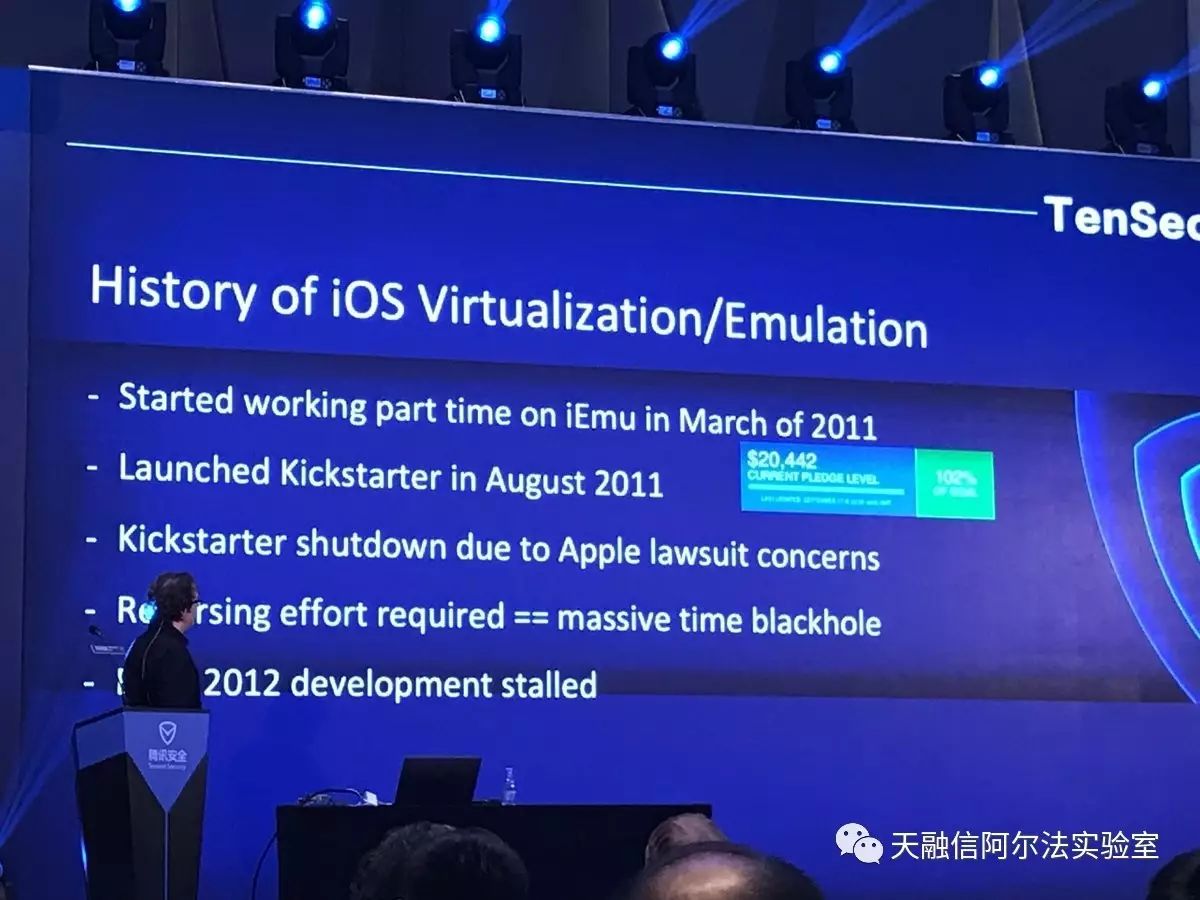 TenSec
History of iOS Virtualization/Emulation
- Started working part time on iEmu in March of 2011
- Launched Kickstarter in August 2011
$20,442
CURRENT PLEDGE LEVEL
102%
OF GOAL
- Kickstarter shutdown due to Apple lawsuit concerns
- Re rsing effort required == massive time blackhole
- 2012 development stalled
腾讯安全
Tencent Security
天融信阿尔法实验室